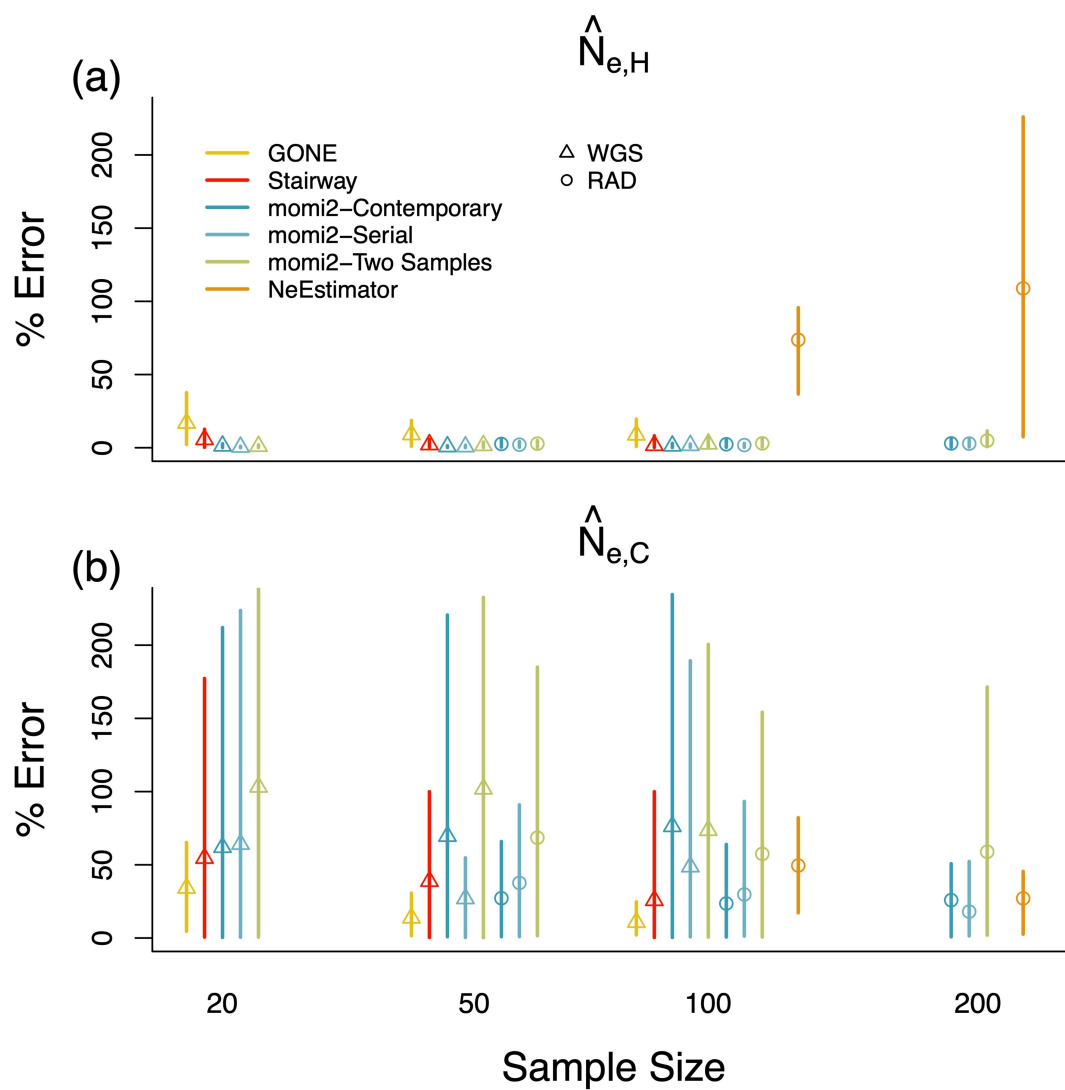 N̂e,H
(a)
% Error
0 50 100 150 200
GONE
Stairway
momi2−Contemporary
momi2−Serial
momi2−Two Samples
NeEstimator
WGS
RAD
N̂e,C
(b)
% Error
0 50 100 150 200
20 50 100 200
Sample Size